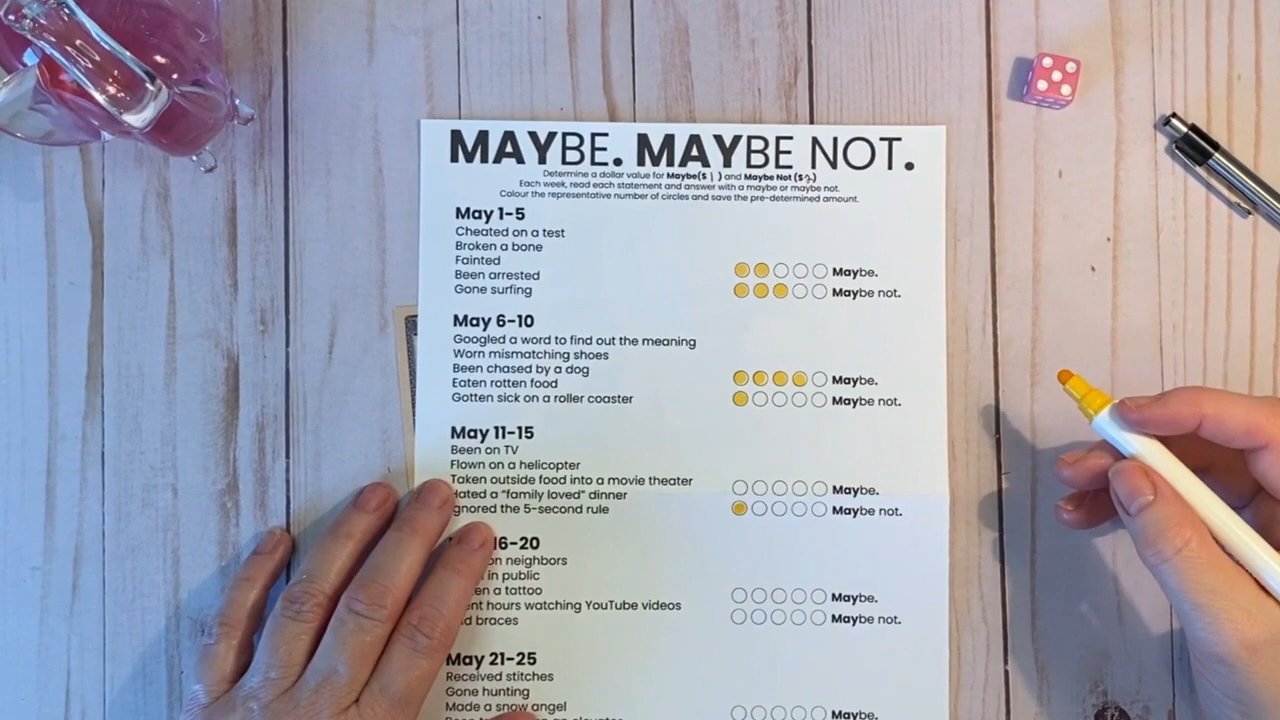 MAYBE. MAYBE NOT.
Determine a dollar value for Maybe($ 1 ) and Maybe Not ($2)
Each week, read each statement and answer with a maybe or maybe not.
Colour the representative number of circles and save the pre-determined amount.
May 1-5
Cheated on a test
Broken a bone
Fainted
Been arrested
Gone surfing
Maybe.
Maybe not.
May 6-10
Googled a word to find out the meaning
Worn mismatching shoes
Been chased by a dog
Eaten rotten food
Gotten sick on a roller coaster
Maybe.
Maybe not.
May 11-15
Been on TV
Flown on a helicopter
Taken outside food into a movie theater
Hated a “family loved” dinner
gnored the 5-second rule
Maybe.
Maybe not.
16-20
on neighbors
in public
a tattoo
hours watching YouTube videos
braces
Maybe.
Maybe not.
May 21-25
Received stitches
Gone hunting
Made a snow angel
Maybe.